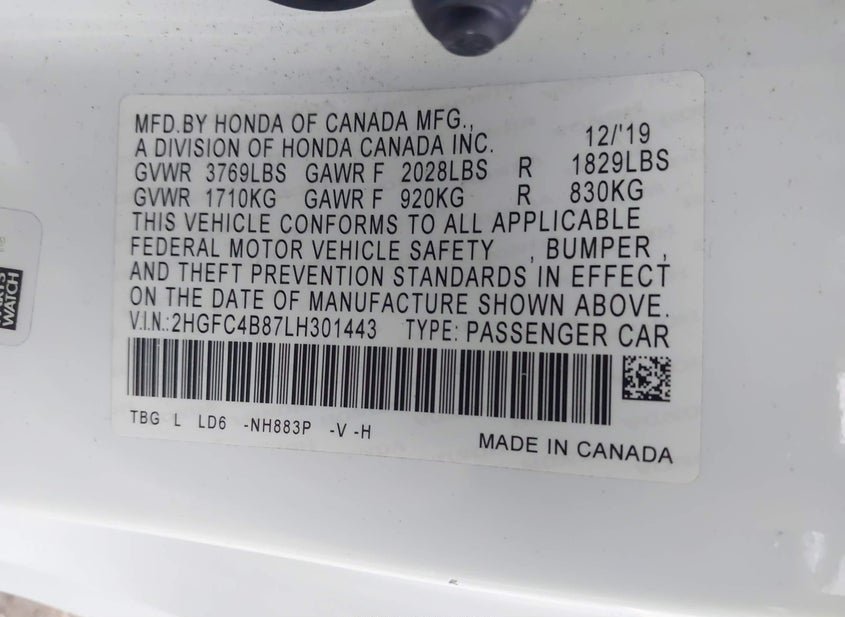 MFD.BY HONDA OF CANADA MFG.,
A DIVISION OF HONDA CANADA INC. 12/'19
GVWR 3769LBS GAWR F 2028LBS R 1829LBS
GVWR 1710KG GAWR F 920KG R 830KG
THIS VEHICLE CONFORMS TO ALL APPLICABLE
FEDERAL MOTOR VEHICLE SAFETY , BUMPER ,
AND THEFT PREVENTION STANDARDS IN EFFECT
ON THE DATE OF MANUFACTURE SHOWN ABOVE.
V.I.N.:2HGFC4B87LH301443 TYPE: PASSENGER CAR
TBG L LD6 -NH883P -V -H
MADE IN CANADA
WATCH